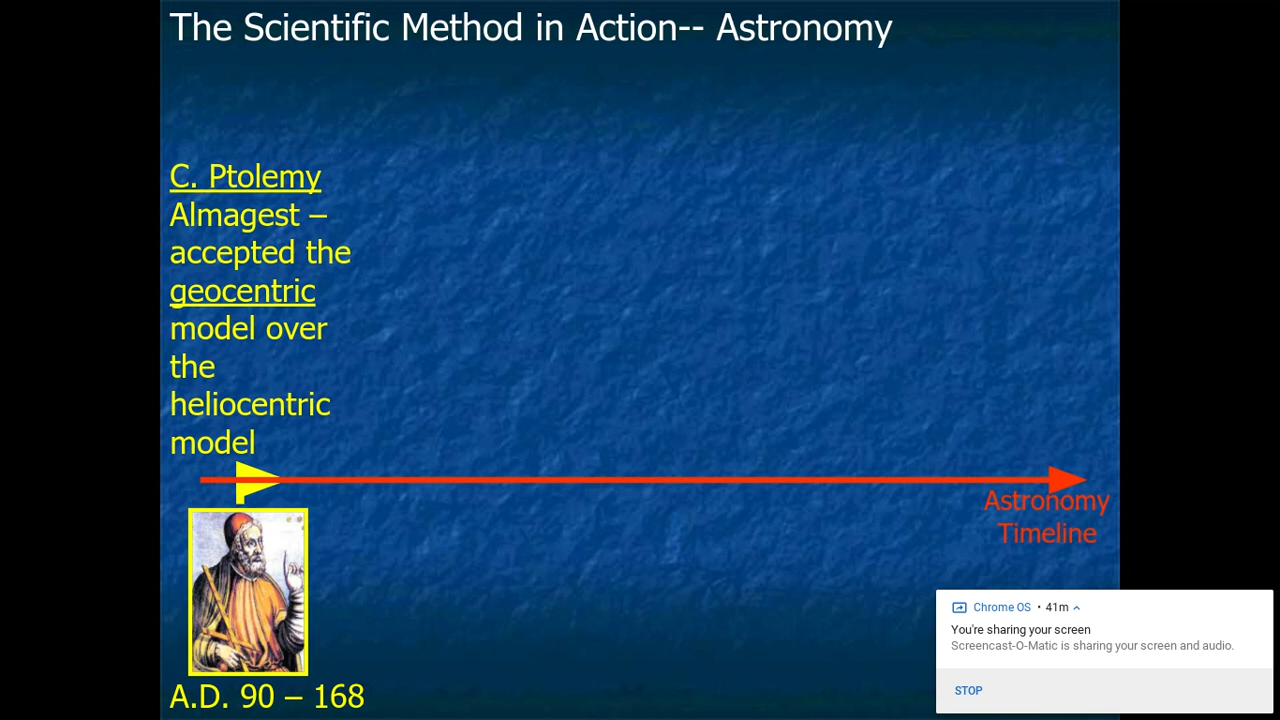 The Scientific Method in Action-- Astronomy
C. Ptolemy
Almagest –
accepted the
geocentric
model over
the
heliocentric
model
Astronomy
Timeline
A.D. 90 – 168
Chrome OS • 41m
You're sharing your screen
Screencast-O-Matic is sharing your screen and audio.
STOP